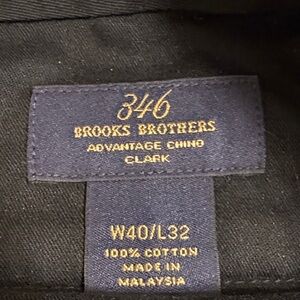 346
BROOKS BROTHERS
ADVANTAGE CHINO
CLARK
W40/L32
100% COTTON
MADE IN
MALAYSIA